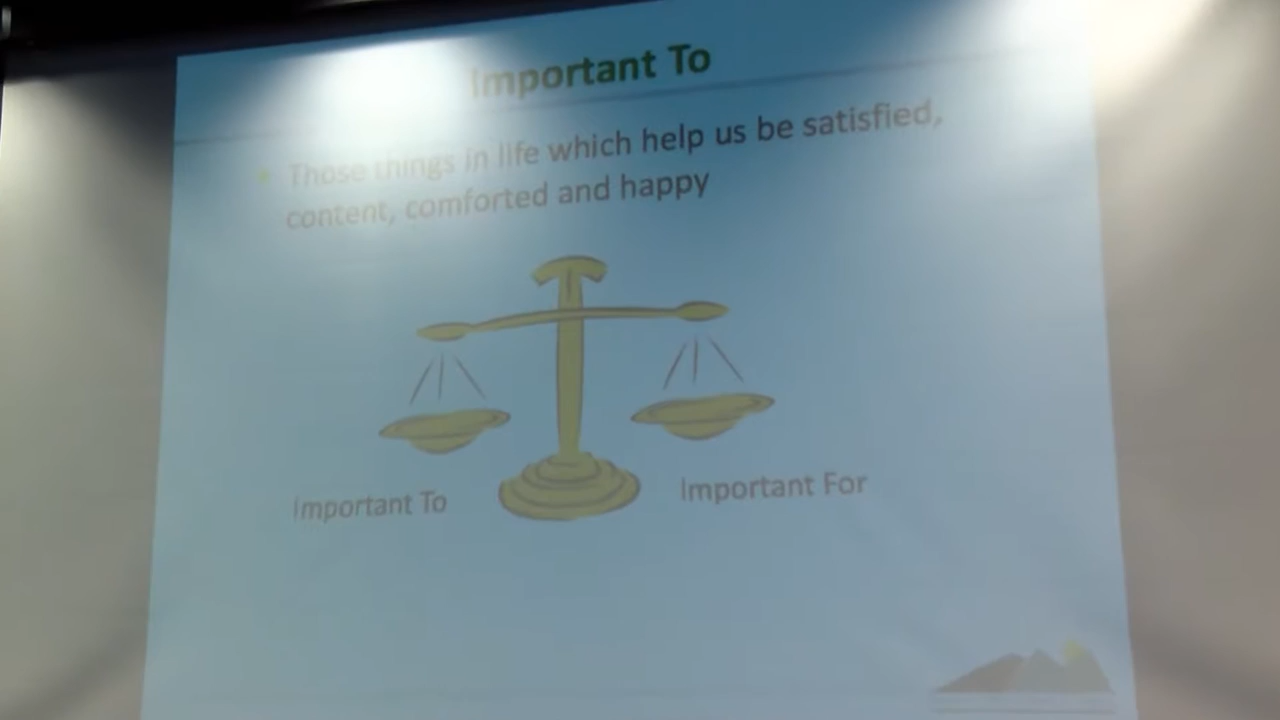 Important To
Those things in life which help us be satisfied,
content, comforted and happy
Important To
Important For